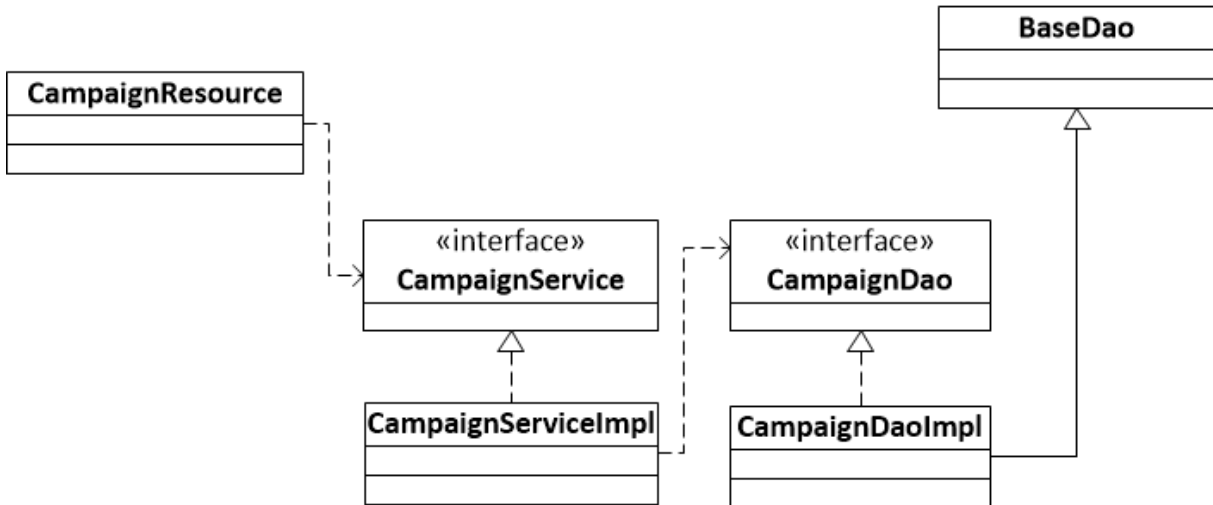 BaseDao
CampaignResource
«interface»
CampaignService
«interface»
CampaignDao
CampaignServiceImpl
CampaignDaoImpl